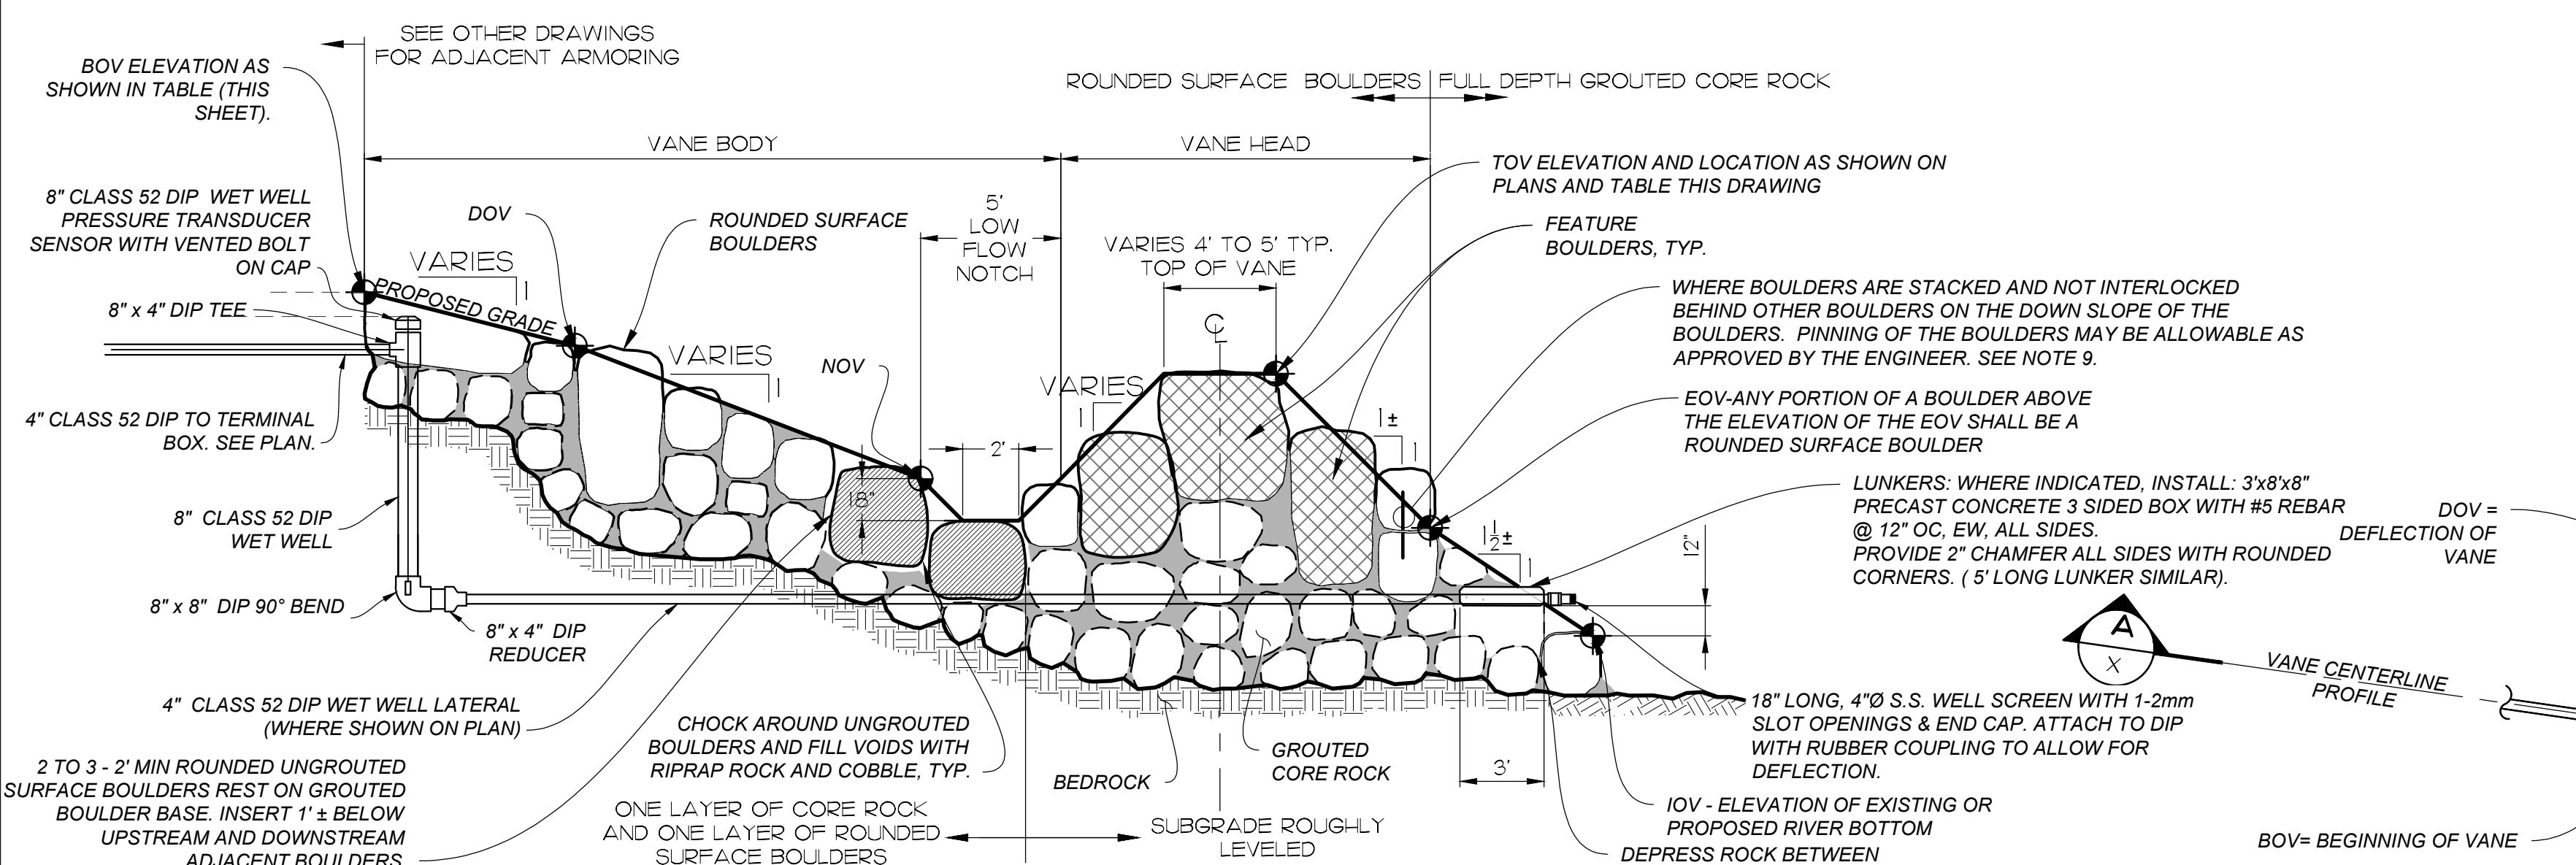 SEE OTHER DRAWINGS
FOR ADJACENT ARMORING
BOV ELEVATION AS
SHOWN IN TABLE (THIS
SHEET).
ROUNDED SURFACE BOULDERS
FULL DEPTH GROUTED CORE ROCK
VANE BODY
VANE HEAD
8" CLASS 52 DIP WET WELL
PRESSURE TRANSDUCER
SENSOR WITH VENTED BOLT
ON CAP
DOV
ROUNDED SURFACE
BOULDERS
5'
LOW
FLOW
NOTCH
VARIES 4' TO 5' TYP.
TOP OF VANE
TOV ELEVATION AND LOCATION AS SHOWN ON
PLANS AND TABLE THIS DRAWING
FEATURE
BOULDERS, TYP.
VARIES
1
PROPOSED GRADE
8" x 4" DIP TEE
WHERE BOULDERS ARE STACKED AND NOT INTERLOCKED
BEHIND OTHER BOULDERS ON THE DOWN SLOPE OF THE
BOULDERS. PINNING OF THE BOULDERS MAY BE ALLOWABLE AS
APPROVED BY THE ENGINEER. SEE NOTE 9.
VARIES
1
NOV
VARIES
1
℄
1±
1
4" CLASS 52 DIP TO TERMINAL
BOX. SEE PLAN.
EOV-ANY PORTION OF A BOULDER ABOVE
THE ELEVATION OF THE EOV SHALL BE A
ROUNDED SURFACE BOULDER
2'
18"
LUNKERS: WHERE INDICATED, INSTALL: 3'x8'x8"
PRECAST CONCRETE 3 SIDED BOX WITH #5 REBAR
@ 12" OC, EW, ALL SIDES.
PROVIDE 2" CHAMFER ALL SIDES WITH ROUNDED
CORNERS. ( 5' LONG LUNKER SIMILAR).
DOV =
DEFLECTION OF
VANE
8" CLASS 52 DIP
WET WELL
1½±
1
12"
8" x 8" DIP 90° BEND
8" x 4" DIP
REDUCER
A
X
VANE CENTERLINE
PROFILE
4" CLASS 52 DIP WET WELL LATERAL
(WHERE SHOWN ON PLAN)
CHOCK AROUND UNGROUTED
BOULDERS AND FILL VOIDS WITH
RIPRAP ROCK AND COBBLE, TYP.
BEDROCK
GROUTED
CORE ROCK
3'
18" LONG, 4"Ø S.S. WELL SCREEN WITH 1-2mm
SLOT OPENINGS & END CAP. ATTACH TO DIP
WITH RUBBER COUPLING TO ALLOW FOR
DEFLECTION.
2 TO 3 - 2' MIN ROUNDED UNGROUTED
SURFACE BOULDERS REST ON GROUTED
BOULDER BASE. INSERT 1' ± BELOW
UPSTREAM AND DOWNSTREAM
ADJACENT BOULDERS
ONE LAYER OF CORE ROCK
AND ONE LAYER OF ROUNDED
SURFACE BOULDERS
SUBGRADE ROUGHLY
LEVELED
IOV - ELEVATION OF EXISTING OR
PROPOSED RIVER BOTTOM
DEPRESS ROCK BETWEEN
BOV= BEGINNING OF VANE